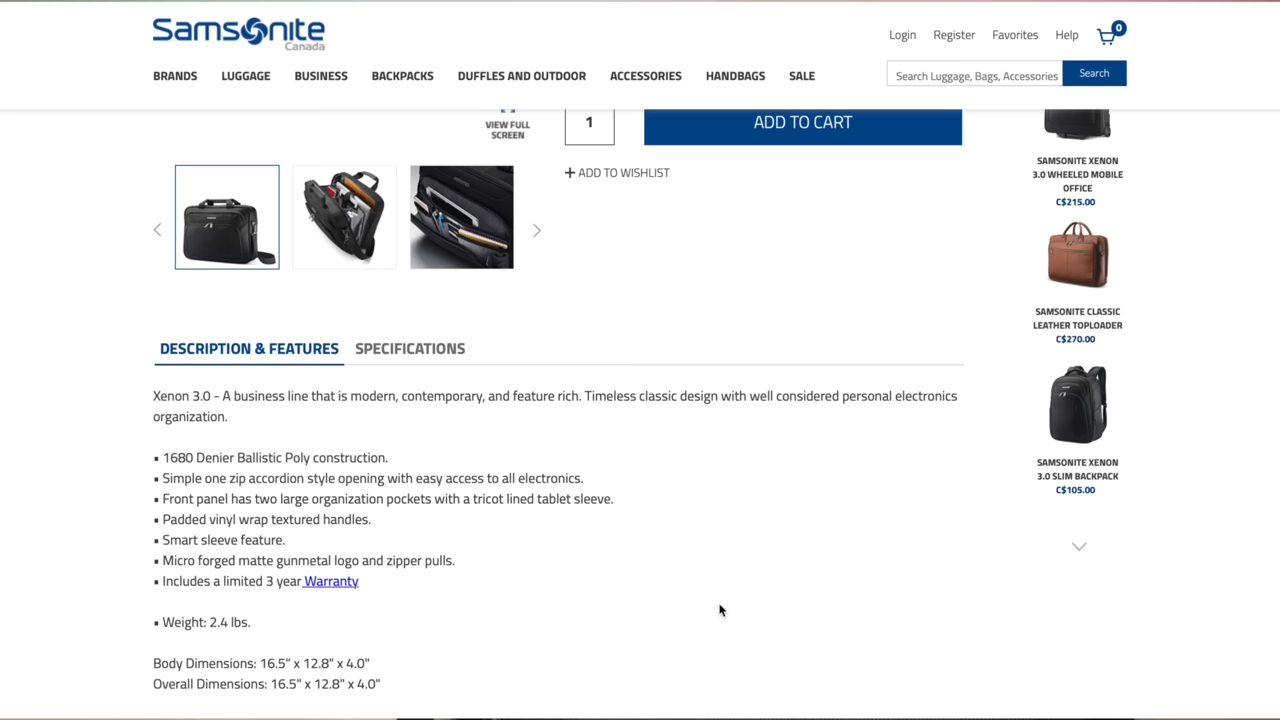 Samsonite
Canada
Login Register Favorites Help 0
BRANDS LUGGAGE BUSINESS BACKPACKS DUFFLES AND OUTDOOR ACCESSORIES HANDBAGS SALE
Search Luggage, Bags, Accessories Search
VIEW FULL
SCREEN
1
ADD TO CART
+ ADD TO WISHLIST
SAMSONITE XENON
3.0 WHEELED MOBILE
OFFICE
C$215.00
SAMSONITE CLASSIC
LEATHER TOPLOADER
C$270.00
SAMSONITE XENON
3.0 SLIM BACKPACK
C$105.00
DESCRIPTION & FEATURES SPECIFICATIONS
Xenon 3.0 - A business line that is modern, contemporary, and feature rich. Timeless classic design with well considered personal electronics
organization.
▪ 1680 Denier Ballistic Poly construction.
▪ Simple one zip accordion style opening with easy access to all electronics.
▪ Front panel has two large organization pockets with a tricot lined tablet sleeve.
▪ Padded vinyl wrap textured handles.
▪ Smart sleeve feature.
▪ Micro forged matte gunmetal logo and zipper pulls.
▪ Includes a limited 3 year Warranty
▪ Weight: 2.4 lbs.
Body Dimensions: 16.5" x 12.8" x 4.0"
Overall Dimensions: 16.5" x 12.8" x 4.0"